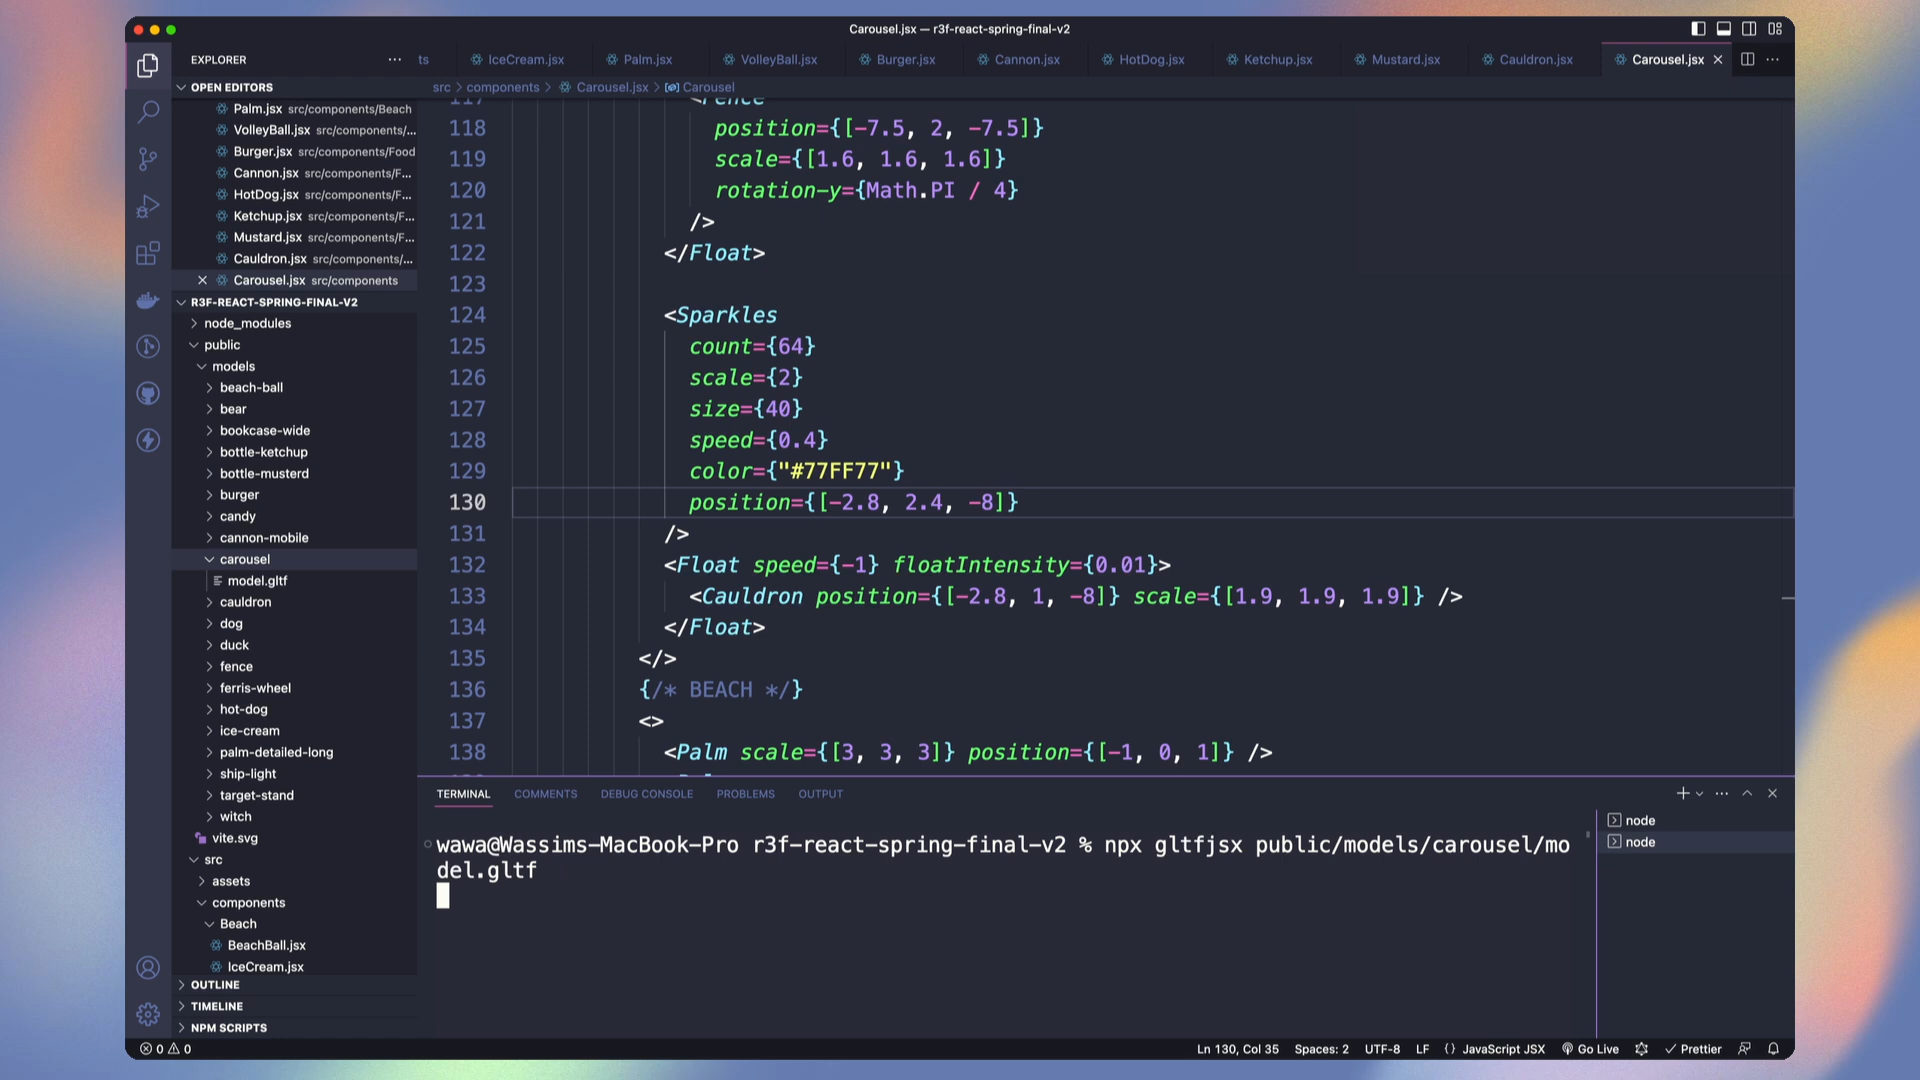 Carousel.jsx — r3f-react-spring-final-v2
EXPLORER
ts
IceCream.jsx
Palm.jsx
VolleyBall.jsx
Burger.jsx
Cannon.jsx
HotDog.jsx
Ketchup.jsx
Mustard.jsx
Cauldron.jsx
Carousel.jsx
OPEN EDITORS
Palm.jsx src/components/Beach
VolleyBall.jsx src/components/...
Burger.jsx src/components/Food
Cannon.jsx src/components/F...
HotDog.jsx src/components/F...
Ketchup.jsx src/components/F...
Mustard.jsx src/components/F...
Cauldron.jsx src/components/...
Carousel.jsx src/components
R3F-REACT-SPRING-FINAL-V2
node_modules
public
models
beach-ball
bear
bookcase-wide
bottle-ketchup
bottle-musterd
burger
candy
cannon-mobile
carousel
model.gltf
cauldron
dog
duck
fence
ferris-wheel
hot-dog
ice-cream
palm-detailed-long
ship-light
target-stand
witch
vite.svg
src
assets
components
Beach
BeachBall.jsx
IceCream.jsx
OUTLINE
TIMELINE
NPM SCRIPTS
src > components > Carousel.jsx > Carousel
117 <Fence
118 position={[-7.5, 2, -7.5]}
119 scale={[1.6, 1.6, 1.6]}
120 rotation-y={Math.PI / 4}
121 />
122 </Float>
123
124 <Sparkles
125 count={64}
126 scale={2}
127 size={40}
128 speed={0.4}
129 color={"#77FF77"}
130 position={[-2.8, 2.4, -8]}
131 />
132 <Float speed={-1} floatIntensity={0.01}>
133 <Cauldron position={[-2.8, 1, -8]} scale={[1.9, 1.9, 1.9]} />
134 </Float>
135 </>
136 {/* BEACH */}
137 <>
138 <Palm scale={[3, 3, 3]} position={[-1, 0, 1]} />
TERMINAL COMMENTS DEBUG CONSOLE PROBLEMS OUTPUT
wawa@Wassims-MacBook-Pro r3f-react-spring-final-v2 % npx gltfjsx public/models/carousel/mo
del.gltf
node
node
0 0
Ln 130, Col 35 Spaces: 2 UTF-8 LF {} JavaScript JSX Go Live Prettier